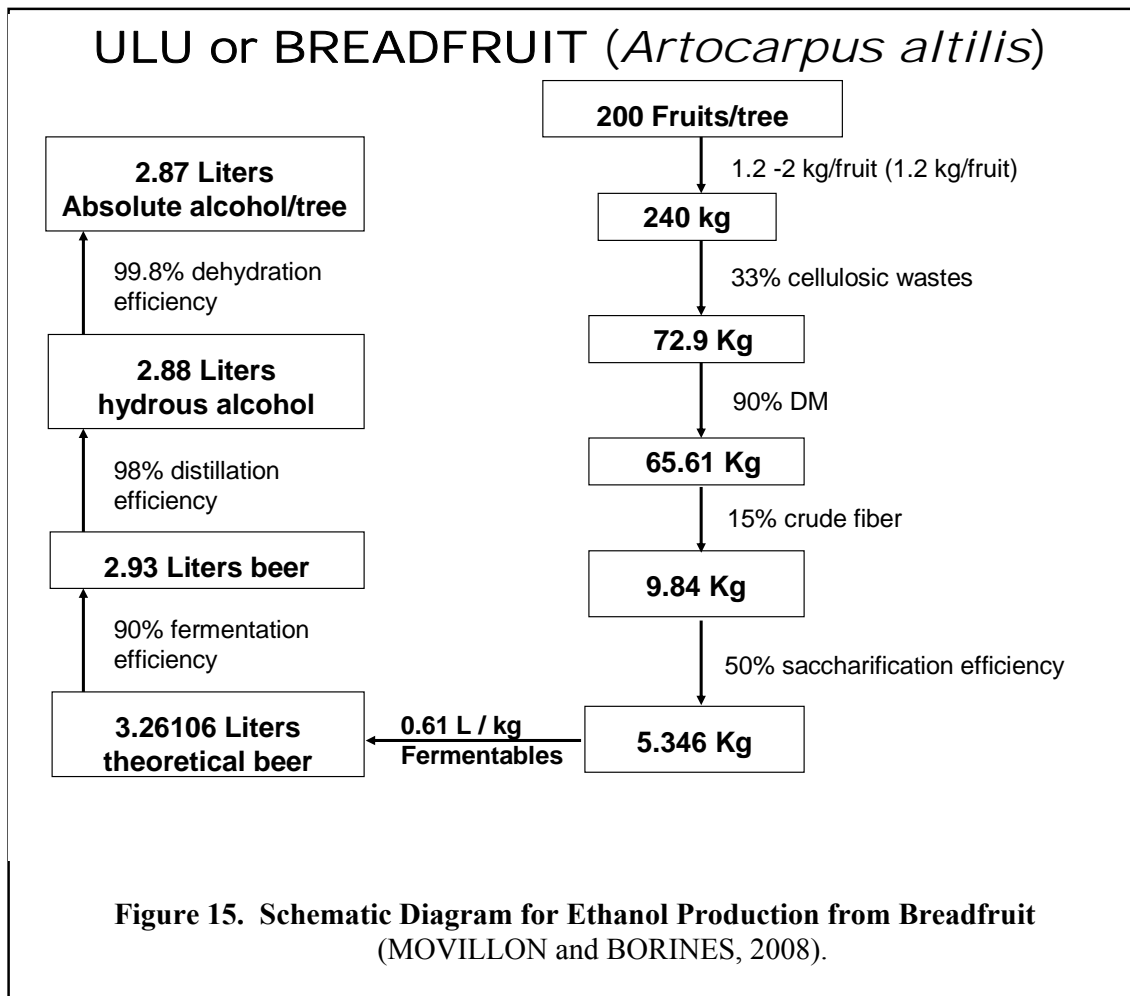 ULU or BREADFRUIT (Artocarpus altilis)
200 Fruits/tree
1.2 -2 kg/fruit (1.2 kg/fruit)
240 kg
33% cellulosic wastes
72.9 Kg
90% DM
65.61 Kg
15% crude fiber
9.84 Kg
50% saccharification efficiency
5.346 Kg
0.61 L / kg
Fermentables
3.26106 Liters
theoretical beer
90% fermentation
efficiency
2.93 Liters beer
98% distillation
efficiency
2.88 Liters
hydrous alcohol
99.8% dehydration
efficiency
2.87 Liters
Absolute alcohol/tree
Figure 15. Schematic Diagram for Ethanol Production from Breadfruit
(MOVILLON and BORINES, 2008).